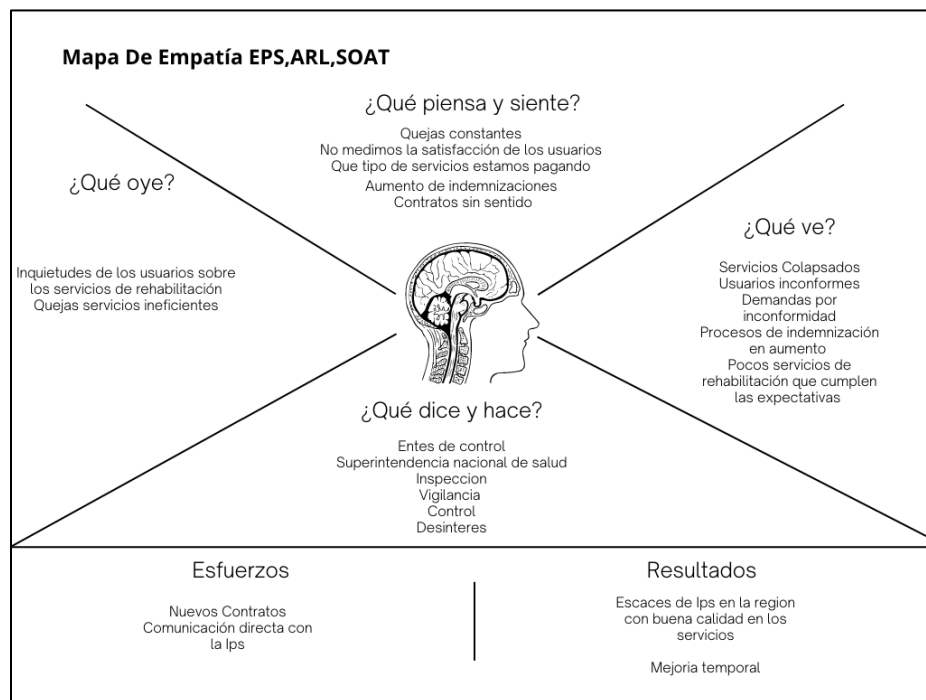 Mapa De Empatía EPS,ARL,SOAT
¿Qué piensa y siente?
Quejas constantes
No medimos la satisfacción de los usuarios
Que tipo de servicios estamos pagando
Aumento de indemnizaciones
Contratos sin sentido
¿Qué oye?
Inquietudes de los usuarios sobre
los servicios de rehabilitación
Quejas servicios ineficientes
¿Qué ve?
Servicios Colapsados
Usuarios inconformes
Demandas por
inconformidad
Procesos de indemnización
en aumento
Pocos servicios de
rehabilitación que cumplen
las expectativas
¿Qué dice y hace?
Entes de control
Superintendencia nacional de salud
Inspeccion
Vigilancia
Control
Desinteres
Esfuerzos
Nuevos Contratos
Comunicación directa con
la Ips
Resultados
Escaces de Ips en la region
con buena calidad en los
servicios
Mejoria temporal